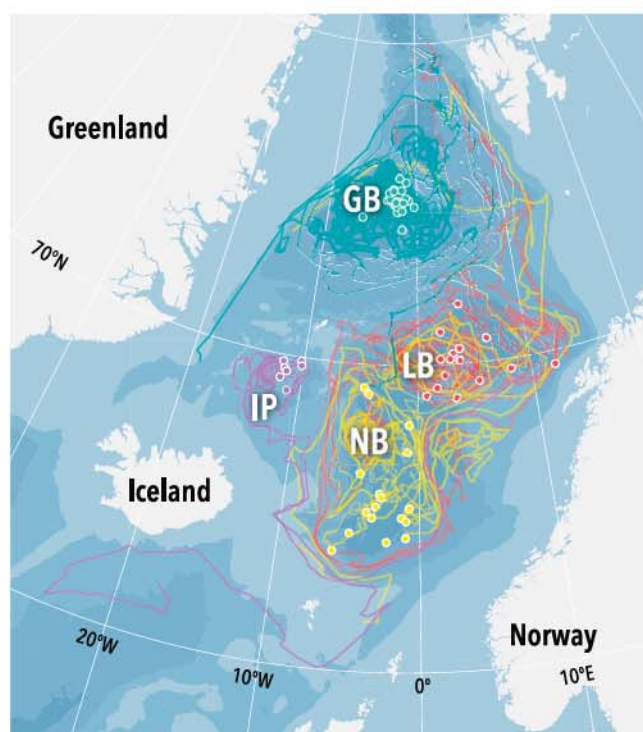 Greenland
GB
70°N
LB
IP
NB
Iceland
Norway
20°W
10°W
0°
10°E